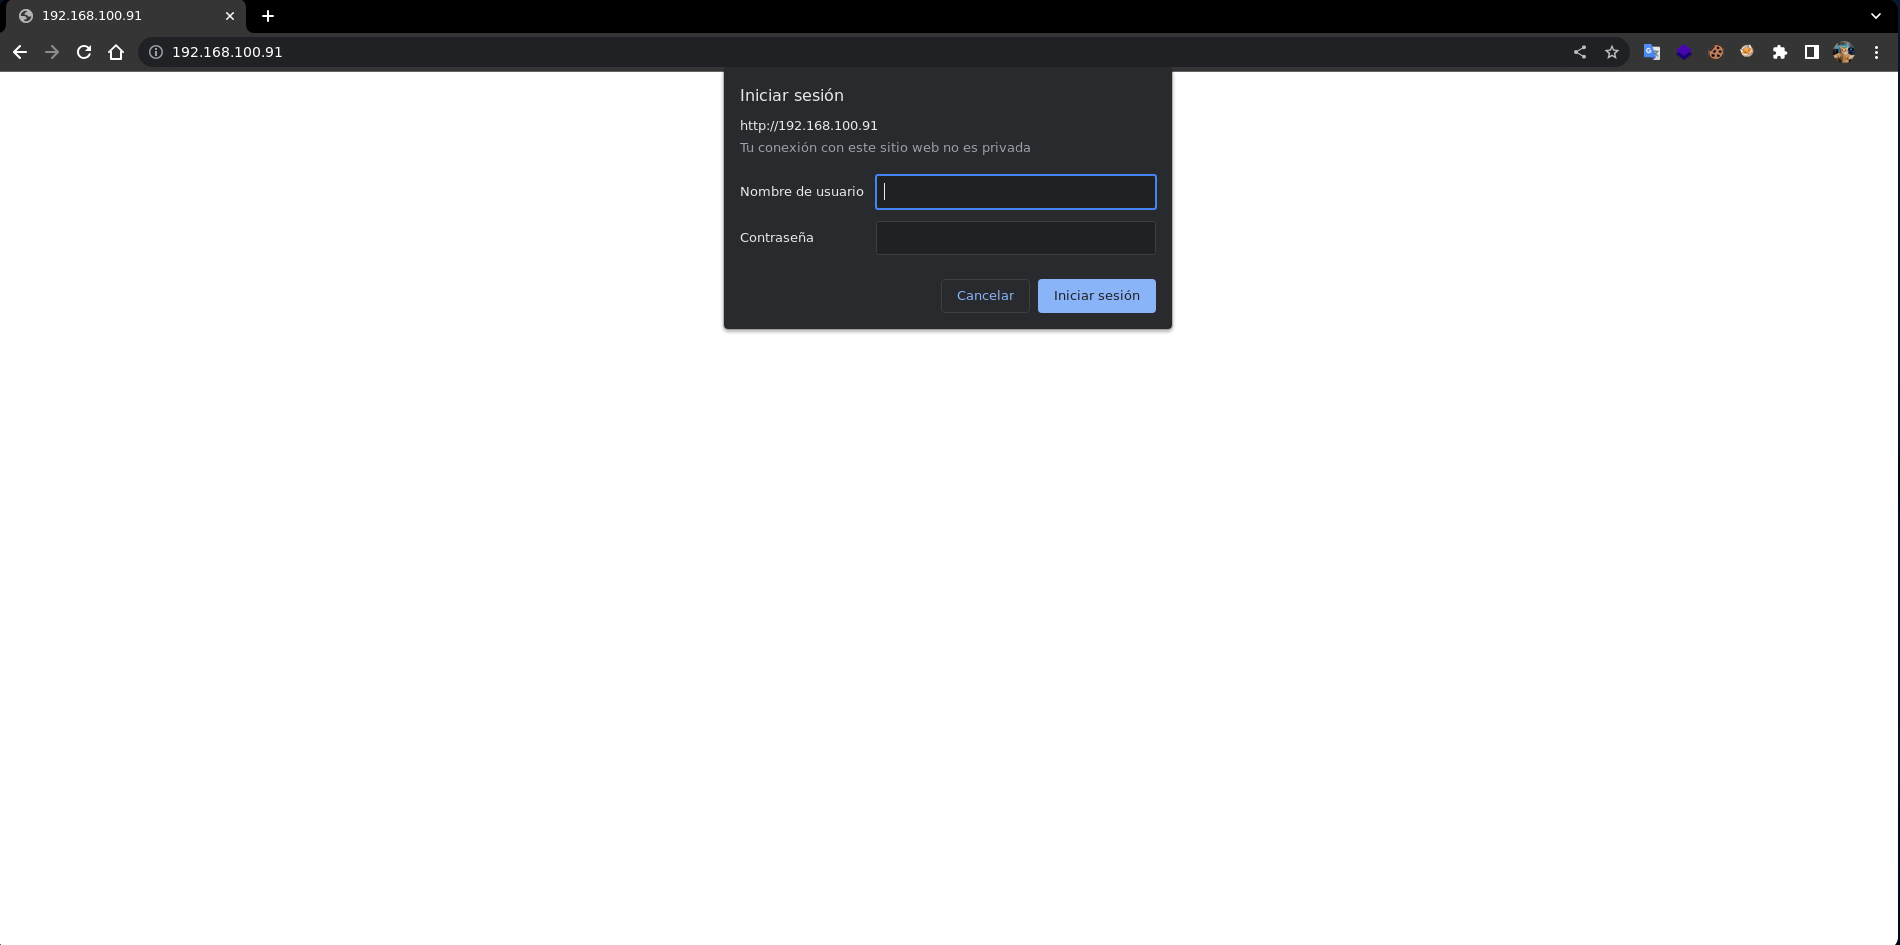 192.168.100.91
192.168.100.91
Iniciar sesión
http://192.168.100.91
Tu conexión con este sitio web no es privada
Nombre de usuario
Contraseña
Cancelar Iniciar sesión